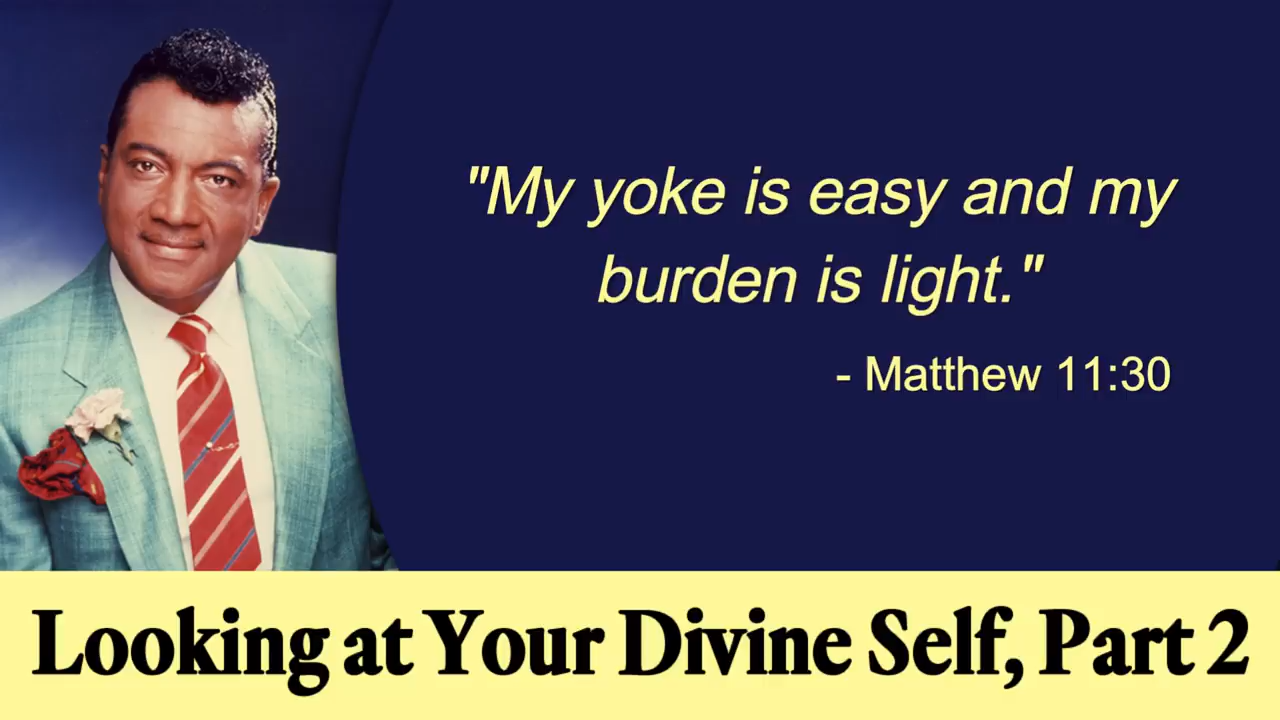 "My yoke is easy and my
burden is light."
- Matthew 11:30
Looking at Your Divine Self, Part 2